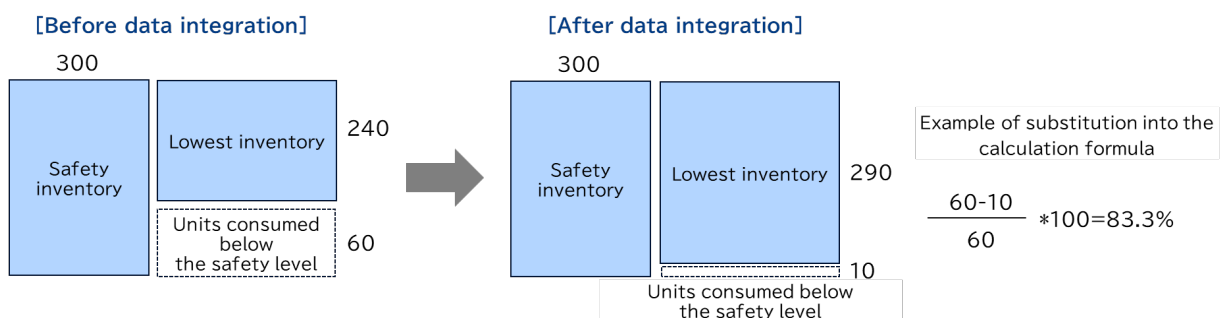 [Before data integration]
300
Safety
inventory
Lowest inventory
240
Units consumed
below
the safety level
60
[After data integration]
300
Safety
inventory
Lowest inventory
290
10
Units consumed below
the safety level
Example of substitution into the
calculation formula
60-10
60
*100=83.3%